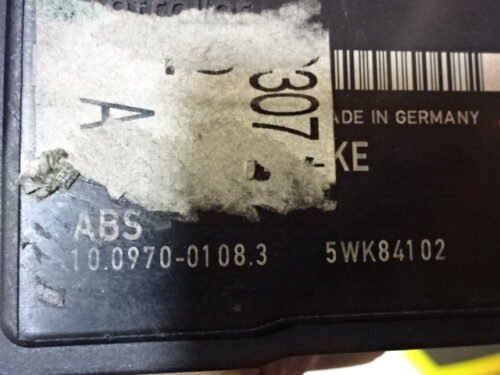 307
A
MADE IN GERMANY
KE
ABS
10.0970-0108.3 5WK84102